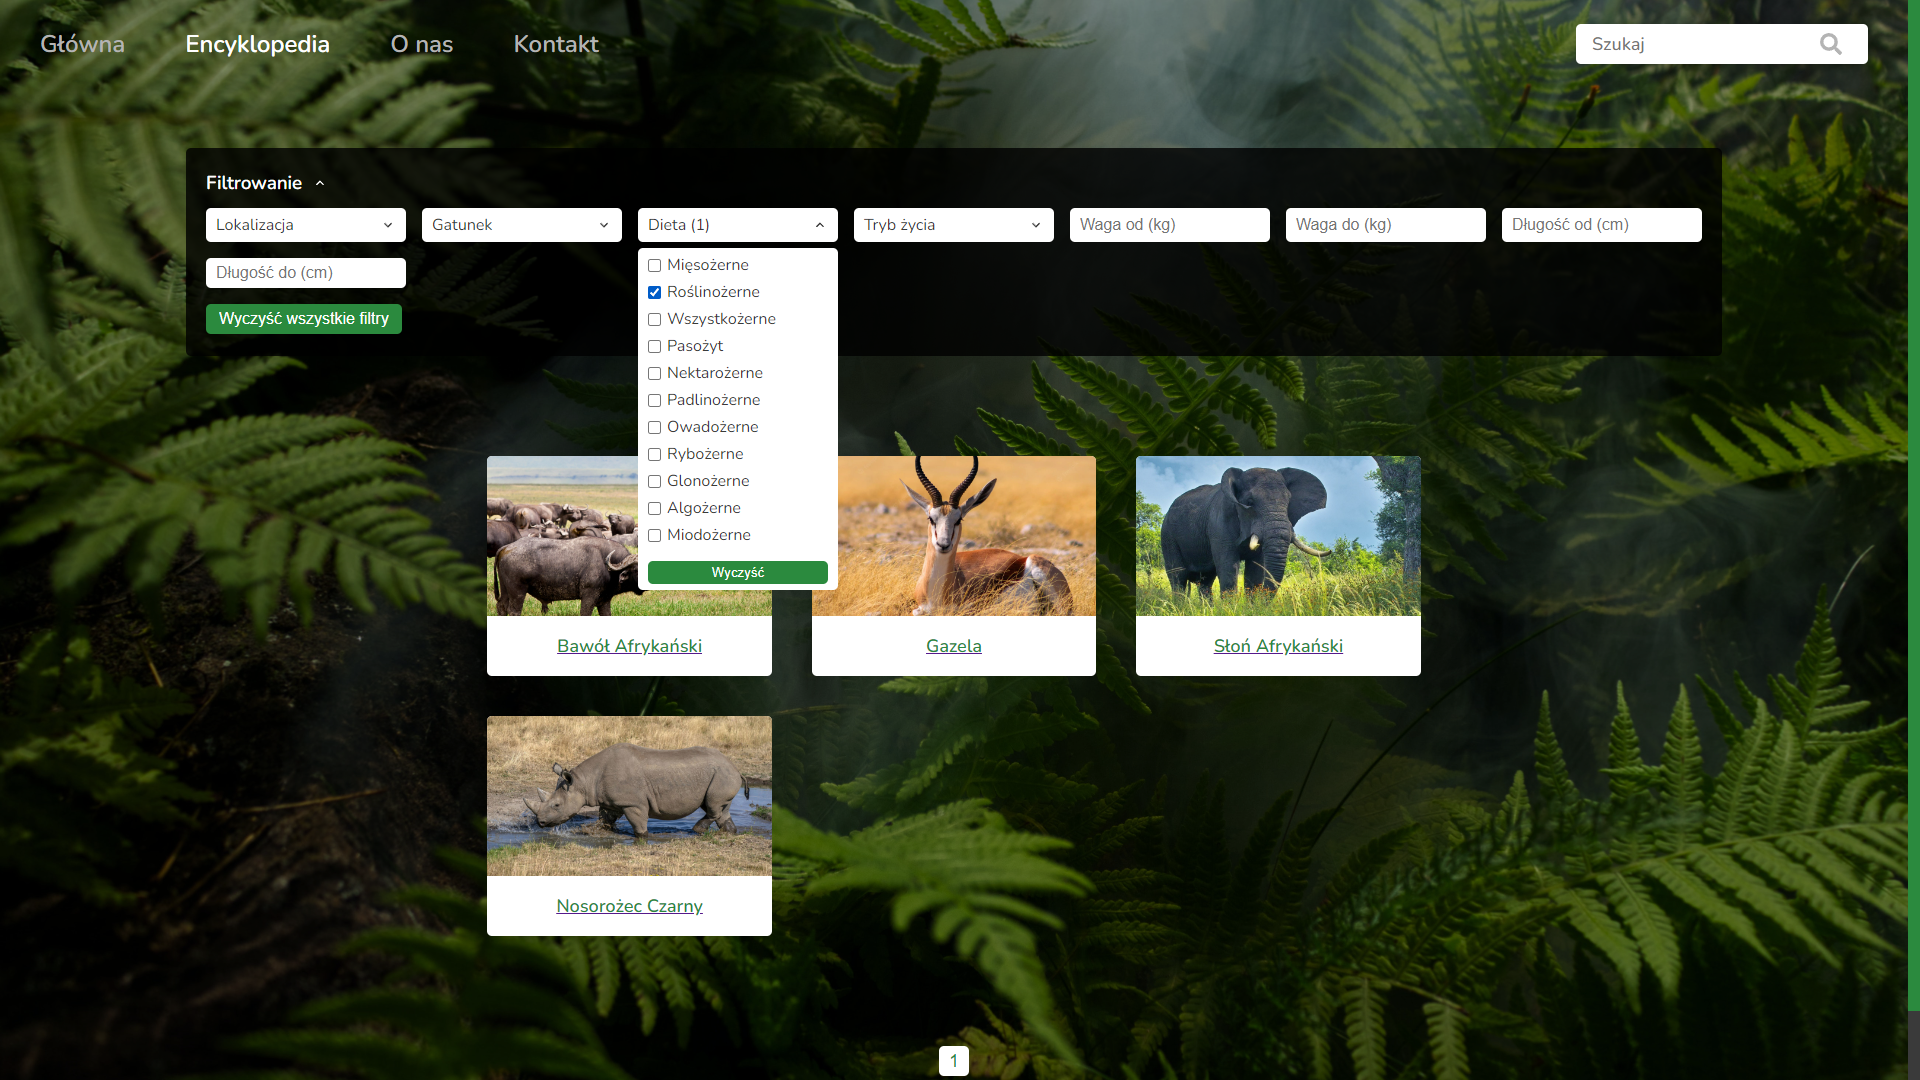 Główna
Encyklopedia
O nas
Kontakt
Szukaj
Filtrowanie
Lokalizacja
Gatunek
Dieta (1)
Tryb życia
Waga od (kg)
Waga do (kg)
Długość od (cm)
Długość do (cm)
Wyczyść wszystkie filtry
Mięsożerne
Roślinożerne
Wszystkożerne
Pasożyt
Nektarożerne
Padlinożerne
Owadożerne
Rybożerne
Glonożerne
Algożerne
Miodożerne
Wyczyść
Bawół Afrykański
Gazela
Słoń Afrykański
Nosorożec Czarny
1